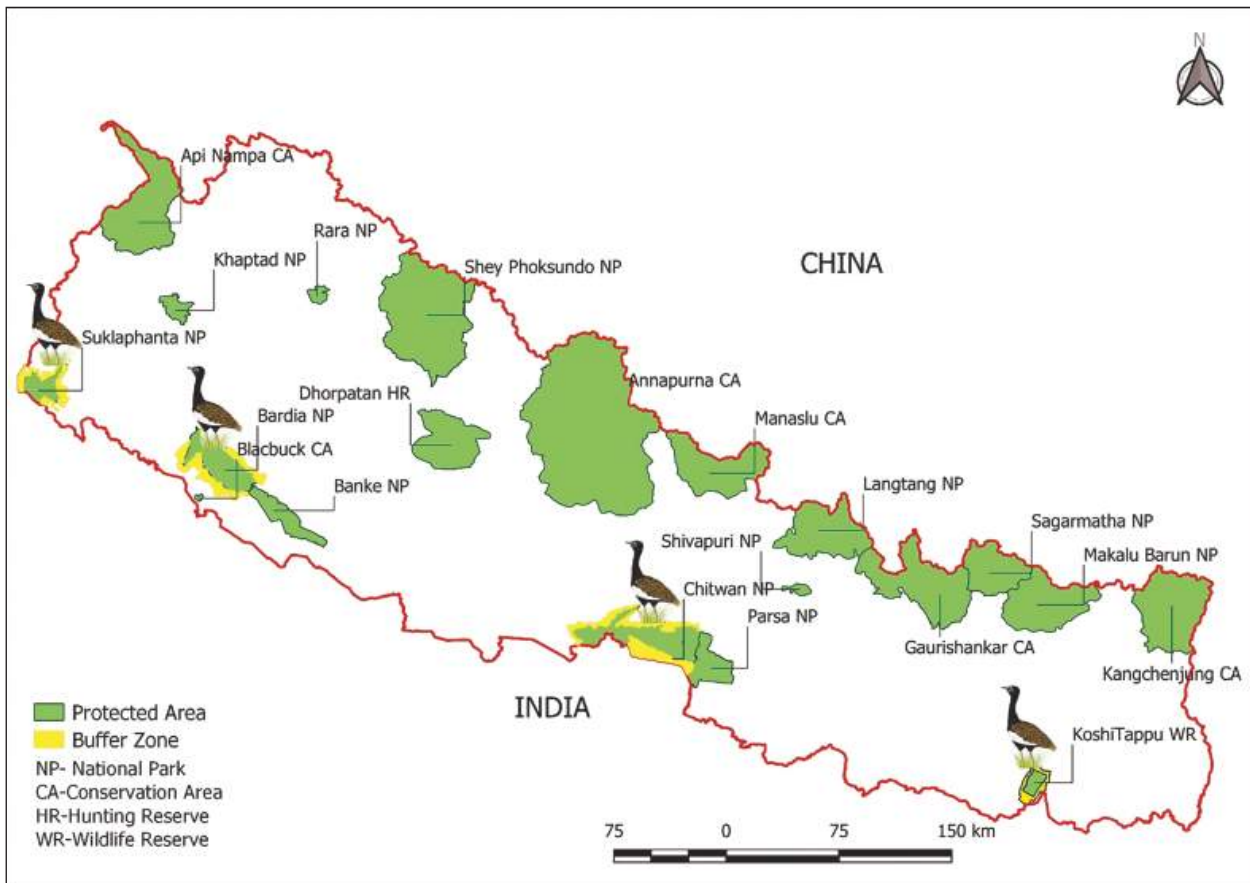 N
Api Nampa CA
Rara NP
Khaptad NP
Shey Phoksundo NP
CHINA
Suklaphanta NP
Annapurna CA
Dhorpatan HR
Bardia NP
Manaslu CA
Blacbuck CA
Banke NP
Langtang NP
Sagarmatha NP
Shivapuri NP
Makalu Barun NP
Chitwan NP
Parsa NP
Gaurishankar CA
Kangchenjung CA
INDIA
KoshiTappu WR
Protected Area
Buffer Zone
NP- National Park
CA-Conservation Area
HR-Hunting Reserve
WR-Wildlife Reserve
75 0 75 150 km